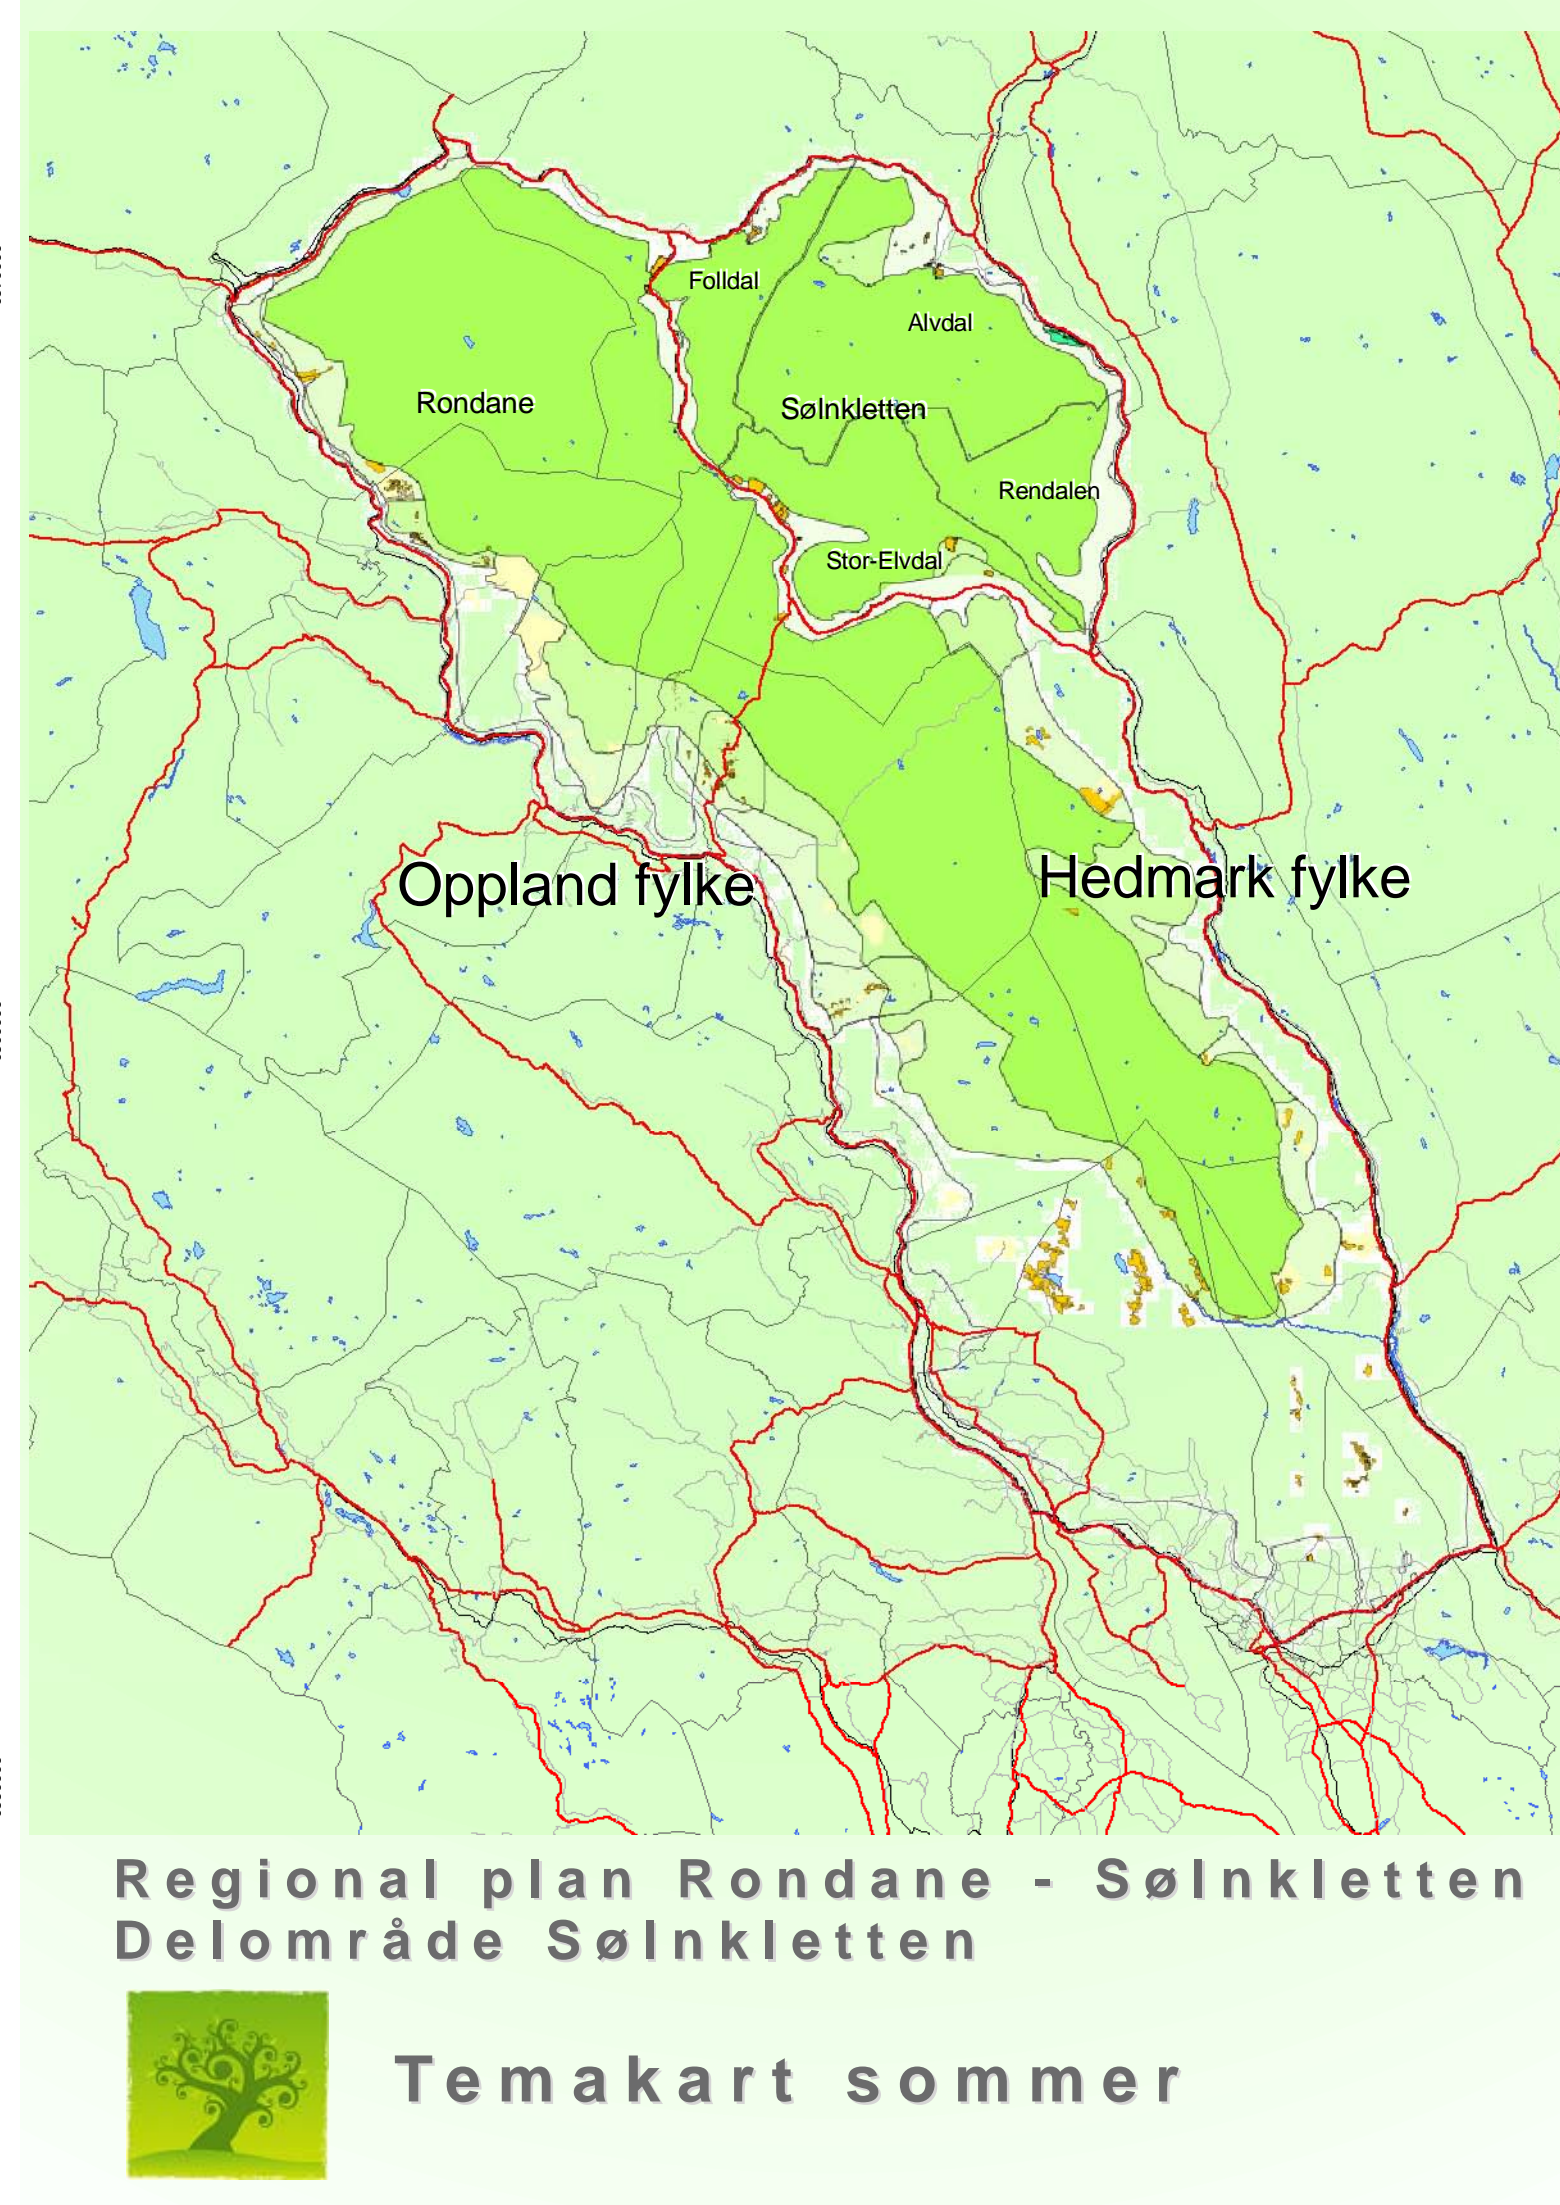 Folldal
Alvdal
Rondane
Sølnkletten
Rendalen
Stor-Elvdal
Oppland fylke
Hedmark fylke
Regional plan Rondane - Sølnkletten
Delområde Sølnkletten
Temakart sommer